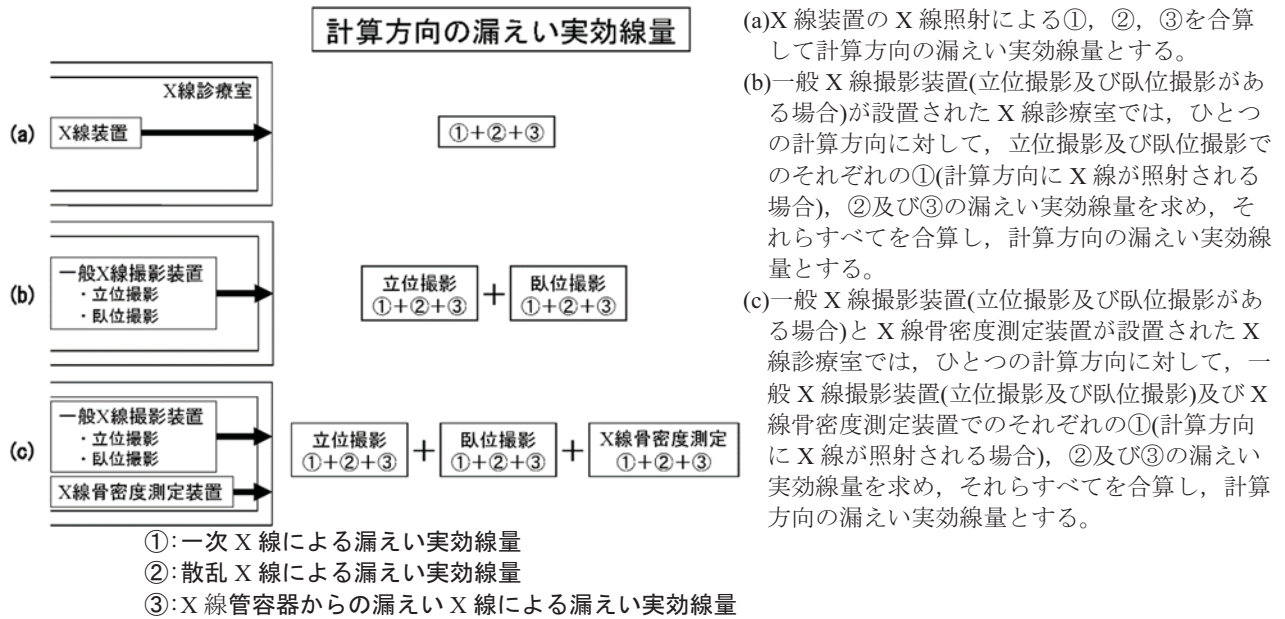 計算方向の漏えい実効線量
X線診療室
(a)
X線装置
①+②+③
(b)
一般X線撮影装置
・立位撮影
・臥位撮影
立位撮影
①+②+③
+
臥位撮影
①+②+③
(c)
一般X線撮影装置
・立位撮影
・臥位撮影
X線骨密度測定装置
立位撮影
①+②+③
+
臥位撮影
①+②+③
+
X線骨密度測定
①+②+③
①:一次 X 線による漏えい実効線量
②:散乱 X 線による漏えい実効線量
③:X 線管容器からの漏えい X 線による漏えい実効線量
(a)X 線装置の X 線照射による①，②，③を合算
して計算方向の漏えい実効線量とする。
(b)一般 X 線撮影装置(立位撮影及び臥位撮影があ
る場合)が設置された X 線診療室では，ひとつ
の計算方向に対して，立位撮影及び臥位撮影で
のそれぞれの①(計算方向に X 線が照射される
場合)，②及び③の漏えい実効線量を求め，そ
れらすべてを合算し，計算方向の漏えい実効線
量とする。
(c)一般 X 線撮影装置(立位撮影及び臥位撮影があ
る場合)と X 線骨密度測定装置が設置された X
線診療室では，ひとつの計算方向に対して，一
般 X 線撮影装置(立位撮影及び臥位撮影)及び X
線骨密度測定装置でのそれぞれの①(計算方向
に X 線が照射される場合)，②及び③の漏えい
実効線量を求め，それらすべてを合算し，計算
方向の漏えい実効線量とする。